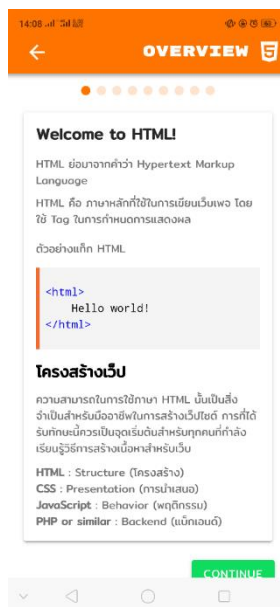 14:08
OVERVIEW
Welcome to HTML!
HTML ย่อมาจากคำว่า Hypertext Markup
Language
HTML คือ ภาษาหลักที่ใช้ในการเขียนเว็บเพจ โดย
ใช้ Tag ในการกำหนดการแสดงผล
ตัวอย่างแท็ก HTML
<html>
Hello world!
</html>
โครงสร้างเว็ป
ความสามารถในการใช้ภาษา HTML นั้นเป็นสิ่ง
จำเป็นสำหรับมืออาชีพในการสร้างเว็ปไซต์ การที่ได้
รับทักษะนี้ควรเป็นจุดเริ่มต้นสำหรับทุกคนที่กำลัง
เรียนรู้วิธีการสร้างเนื้อหาสำหรับเว็บ
HTML : Structure (โครงสร้าง)
CSS : Presentation (การนำเสนอ)
JavaScript : Behavior (พฤติกรรม)
PHP or similar : Backend (แบ็กเอนด์)
CONTINUE